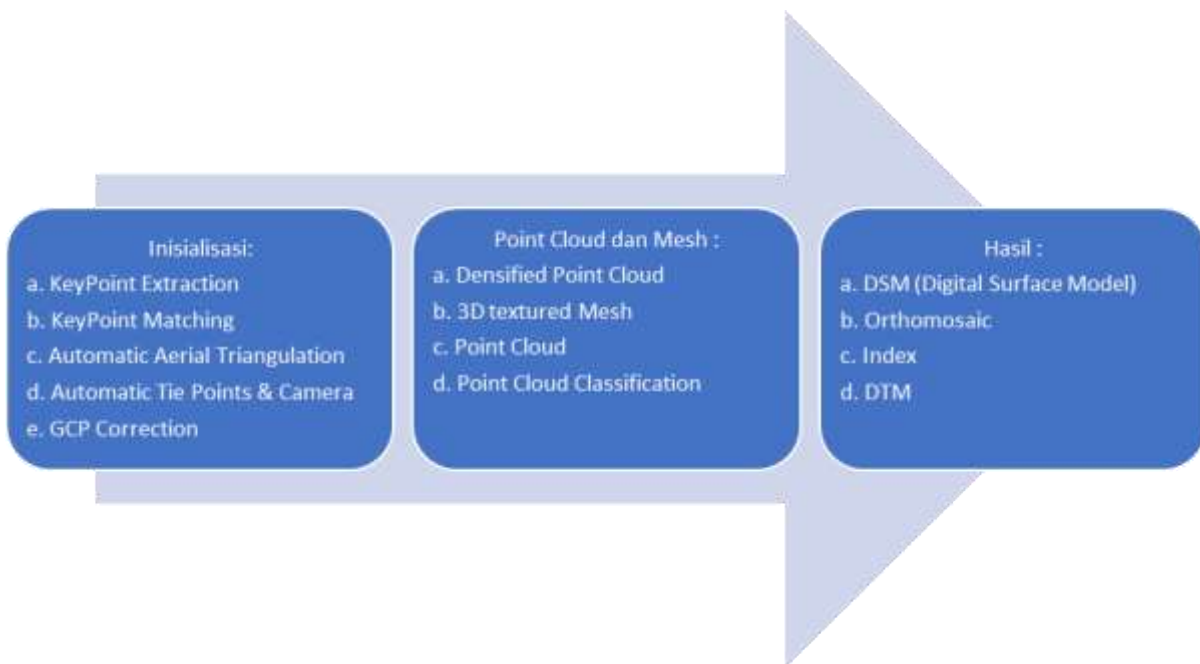 Inisialisasi:
a. KeyPoint Extraction
b. KeyPoint Matching
c. Automatic Aerial Triangulation
d. Automatic Tie Points & Camera
e. GCP Correction
Point Cloud dan Mesh :
a. Densified Point Cloud
b. 3D textured Mesh
c. Point Cloud
d. Point Cloud Classification
Hasil :
a. DSM (Digital Surface Model)
b. Orthomosaic
c. Index
d. DTM